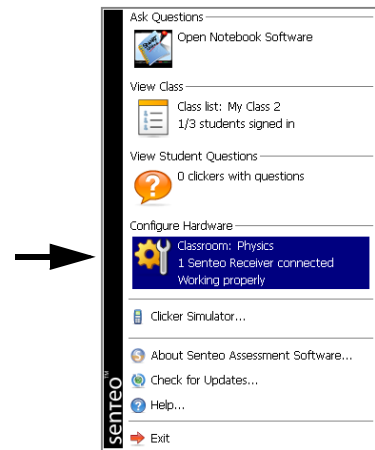 Ask Questions
Open Notebook Software
View Class
Class list: My Class 2
1/3 students signed in
View Student Questions
0 clickers with questions
Configure Hardware
Classroom: Physics
1 Senteo Receiver connected
Working properly
Clicker Simulator...
About Senteo Assessment Software...
Check for Updates...
Help...
Exit
senteo™